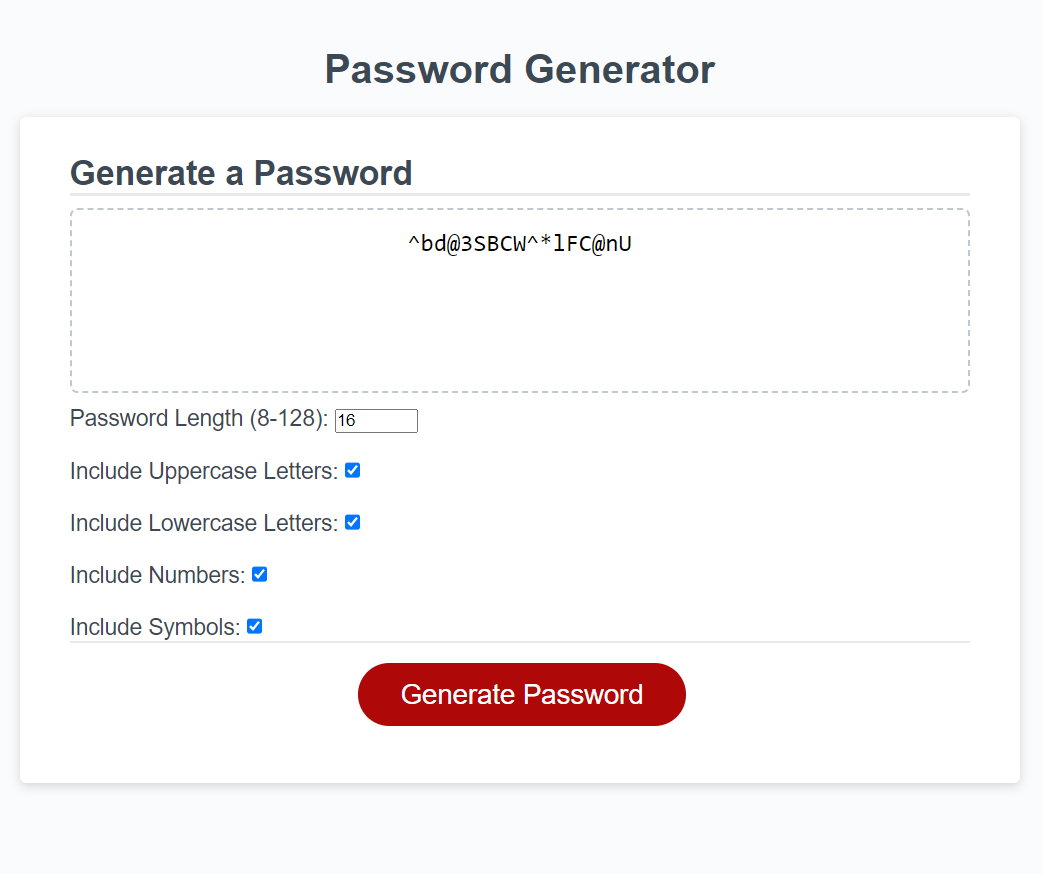 Password Generator
Generate a Password
^bd@3SBCW^*lFC@nU
Password Length (8-128): 16
Include Uppercase Letters:
Include Lowercase Letters:
Include Numbers:
Include Symbols:
Generate Password